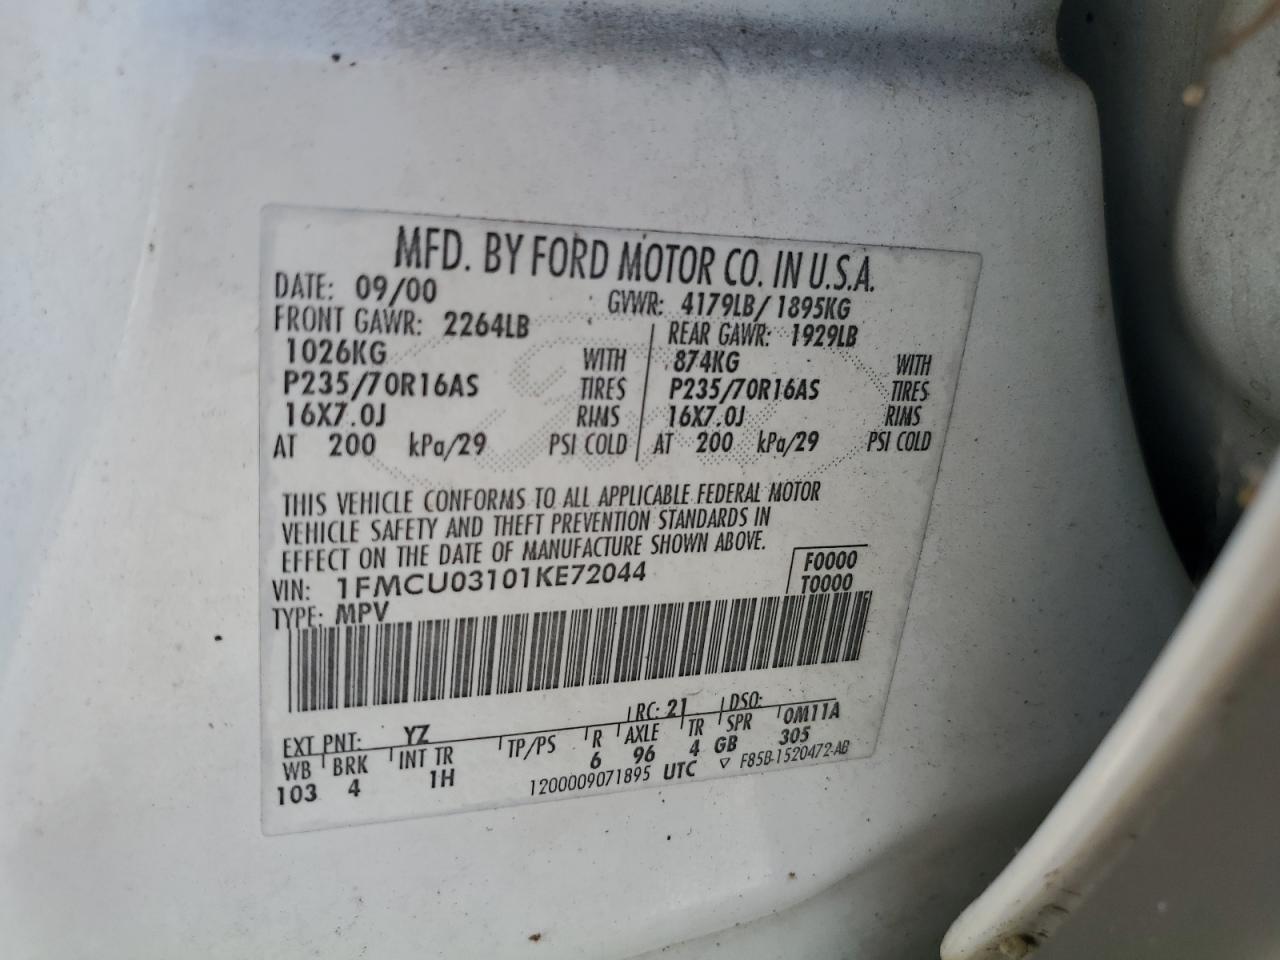 MFD. BY FORD MOTOR CO. IN U.S.A.
DATE: 09/00 GVWR: 4179LB/1895KG
FRONT GAWR: 2264LB REAR GAWR: 1929LB
1026KG WITH 874KG WITH
P235/70R16AS TIRES P235/70R16AS TIRES
16X7.0J RIMS 16X7.0J RIMS
AT 200 kPa/29 PSI COLD AT 200 kPa/29 PSI COLD
THIS VEHICLE CONFORMS TO ALL APPLICABLE FEDERAL MOTOR
VEHICLE SAFETY AND THEFT PREVENTION STANDARDS IN
EFFECT ON THE DATE OF MANUFACTURE SHOWN ABOVE.
VIN: 1FMCU03101KE72044 F0000
TYPE: MPV T0000
EXT PNT: YZ RC: 21 DSO:
WB BRK INT TR TP/PS R AXLE TR SPR 0M11A
103 4 1H 6 96 4 GB 305
1200009071895 UTC ▽ F85B-1520472-AB